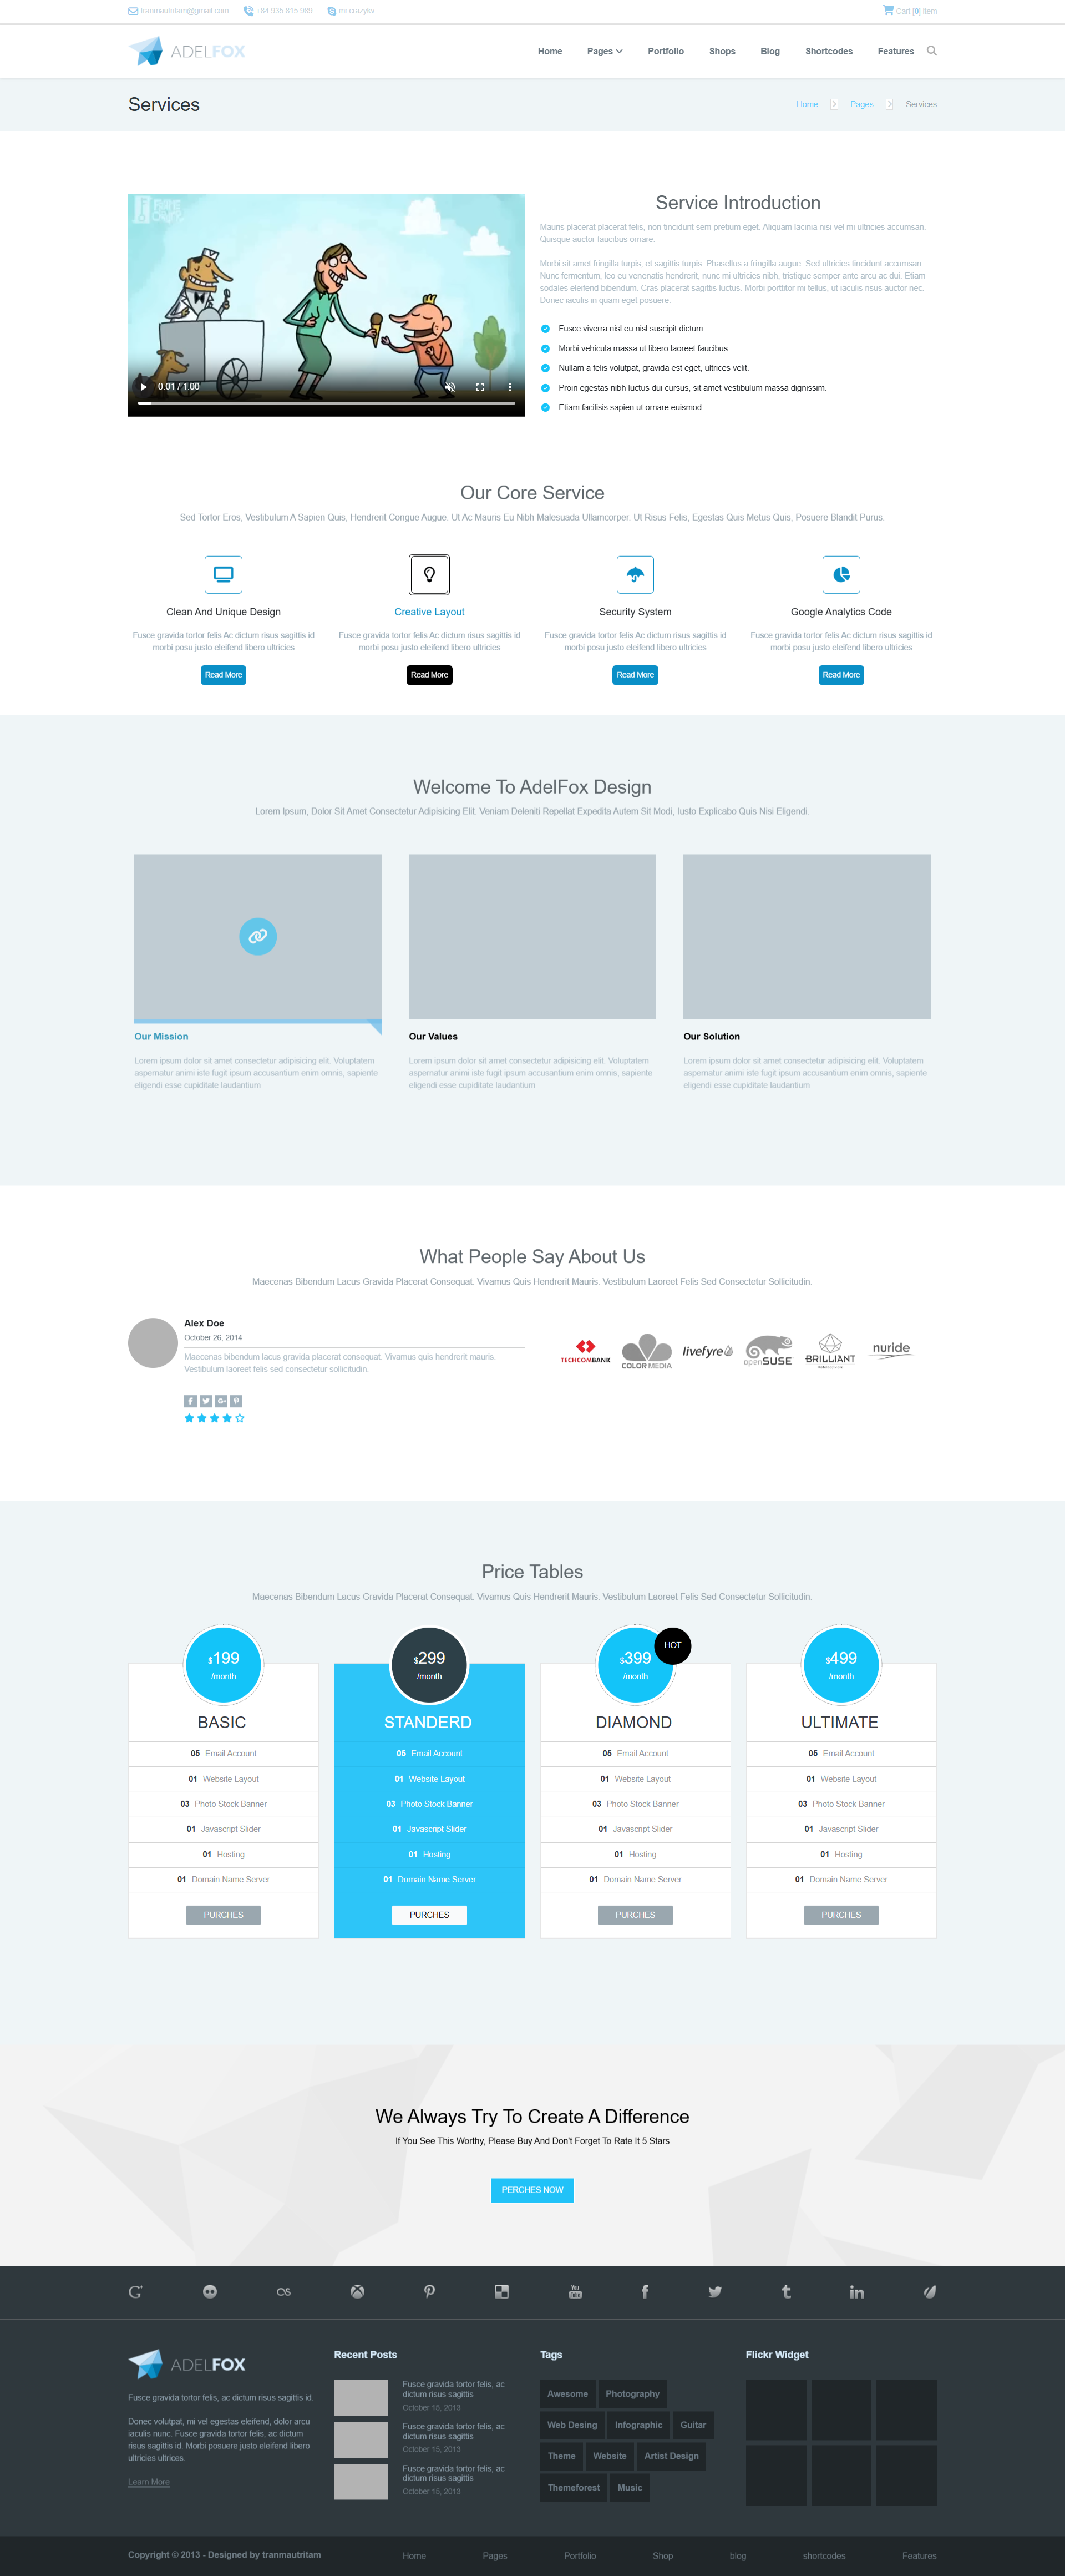 tranmautritam@gmail.com +84 935 815 989 mr.crazykv Cart [0] item
ADELFOX Home Pages Portfolio Shops Blog Shortcodes Features
Services Home Pages Services
Service Introduction
Mauris placerat placerat felis, non tincidunt sem pretium eget. Aliquam lacinia nisi vel mi ultricies accumsan.
Quisque auctor faucibus ornare.
Morbi sit amet fringilla turpis, et sagittis turpis. Phasellus a fringilla augue. Sed ultricies tincidunt accumsan.
Nunc fermentum, leo eu venenatis hendrerit, nunc mi ultricies nibh, tristique semper ante arcu ac dui. Etiam
sodales eleifend bibendum. Cras placerat sagittis luctus. Morbi porttitor mi tellus, ut iaculis risus auctor nec.
Donec iaculis in quam eget posuere.
Fusce viverra nisl eu nisl suscipit dictum.
Morbi vehicula massa ut libero laoreet faucibus.
Nullam a felis volutpat, gravida est eget, ultrices velit.
Proin egestas nibh luctus dui cursus, sit amet vestibulum massa dignissim.
Etiam facilisis sapien ut ornare euismod.
0:01 / 1:00
Our Core Service
Sed Tortor Eros, Vestibulum A Sapien Quis, Hendrerit Congue Augue. Ut Ac Mauris Eu Nibh Malesuada Ullamcorper. Ut Risus Felis, Egestas Quis Metus Quis, Posuere Blandit Purus.
Clean And Unique Design
Fusce gravida tortor felis Ac dictum risus sagittis id
morbi posu justo eleifend libero ultricies
Read More
Creative Layout
Fusce gravida tortor felis Ac dictum risus sagittis id
morbi posu justo eleifend libero ultricies
Read More
Security System
Fusce gravida tortor felis Ac dictum risus sagittis id
morbi posu justo eleifend libero ultricies
Read More
Google Analytics Code
Fusce gravida tortor felis Ac dictum risus sagittis id
morbi posu justo eleifend libero ultricies
Read More
Welcome To AdelFox Design
Lorem Ipsum, Dolor Sit Amet Consectetur Adipisicing Elit. Veniam Deleniti Repellat Expedita Autem Sit Modi, Iusto Explicabo Quis Nisi Eligendi.
Our Mission
Lorem ipsum dolor sit amet consectetur adipisicing elit. Voluptatem
aspernatur animi iste fugit ipsum accusantium enim omnis, sapiente
eligendi esse cupiditate laudantium
Our Values
Lorem ipsum dolor sit amet consectetur adipisicing elit. Voluptatem
aspernatur animi iste fugit ipsum accusantium enim omnis, sapiente
eligendi esse cupiditate laudantium
Our Solution
Lorem ipsum dolor sit amet consectetur adipisicing elit. Voluptatem
aspernatur animi iste fugit ipsum accusantium enim omnis, sapiente
eligendi esse cupiditate laudantium
What People Say About Us
Maecenas Bibendum Lacus Gravida Placerat Consequat. Vivamus Quis Hendrerit Mauris. Vestibulum Laoreet Felis Sed Consectetur Sollicitudin.
Alex Doe
October 26, 2014
Maecenas bibendum lacus gravida placerat consequat. Vivamus quis hendrerit mauris.
Vestibulum laoreet felis sed consectetur sollicitudin.
TECHCOMBANK
COLOR MEDIA
livefyre
openSUSE
BRILLIANT
nuride
Price Tables
Maecenas Bibendum Lacus Gravida Placerat Consequat. Vivamus Quis Hendrerit Mauris. Vestibulum Laoreet Felis Sed Consectetur Sollicitudin.
$199
/month
BASIC
05 Email Account
01 Website Layout
03 Photo Stock Banner
01 Javascript Slider
01 Hosting
01 Domain Name Server
PURCHES
$299
/month
STANDERD
05 Email Account
01 Website Layout
03 Photo Stock Banner
01 Javascript Slider
01 Hosting
01 Domain Name Server
PURCHES
$399
/month
HOT
DIAMOND
05 Email Account
01 Website Layout
03 Photo Stock Banner
01 Javascript Slider
01 Hosting
01 Domain Name Server
PURCHES
$499
/month
ULTIMATE
05 Email Account
01 Website Layout
03 Photo Stock Banner
01 Javascript Slider
01 Hosting
01 Domain Name Server
PURCHES
We Always Try To Create A Difference
If You See This Worthy, Please Buy And Don't Forget To Rate It 5 Stars
PERCHES NOW
ADELFOX
Fusce gravida tortor felis, ac dictum risus sagittis id.
Donec volutpat, mi vel egestas eleifend, dolor arcu
iaculis nunc. Fusce gravida tortor felis, ac dictum
risus sagittis id. Morbi posuere justo eleifend libero
ultricies ultrices.
Learn More
Recent Posts
Fusce gravida tortor felis, ac
dictum risus sagittis
October 15, 2013
Fusce gravida tortor felis, ac
dictum risus sagittis
October 15, 2013
Fusce gravida tortor felis, ac
dictum risus sagittis
October 15, 2013
Tags
Awesome Photography
Web Desing Infographic Guitar
Theme Website Artist Design
Themeforest Music
Flickr Widget
Copyright © 2013 - Designed by tranmautritam Home Pages Portfolio Shop blog shortcodes Features